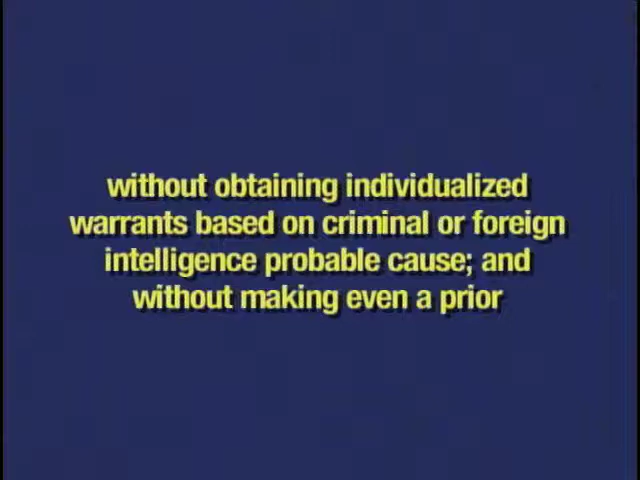 without obtaining individualized
warrants based on criminal or foreign
intelligence probable cause; and
without making even a prior